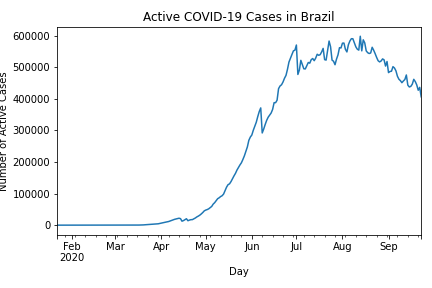 Active COVID-19 Cases in Brazil
600000
500000
400000
300000
200000
100000
0
Number of Active Cases
Feb Mar Apr May Jun Jul Aug Sep
2020
Day